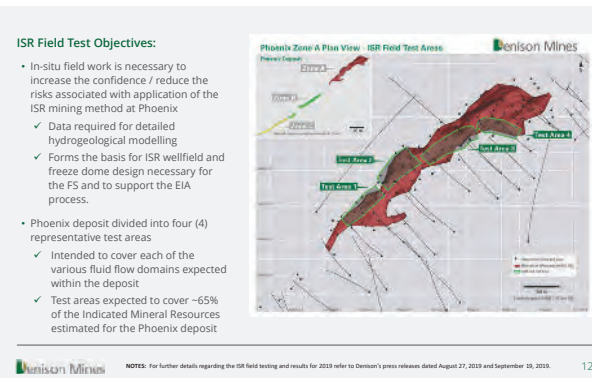 ISR Field Test Objectives:
• In-situ field work is necessary to
increase the confidence / reduce the
risks associated with application of the
ISR mining method at Phoenix
✓ Data required for detailed
hydrogeological modelling
✓ Forms the basis for ISR wellfield and
freeze dome design necessary for
the FS and to support the EIA
process.
• Phoenix deposit divided into four (4)
representative test areas
✓ Intended to cover each of the
various fluid flow domains expected
within the deposit
✓ Test areas expected to cover ~65%
of the Indicated Mineral Resources
estimated for the Phoenix deposit
Phoenix Zone A Plan View - ISR Field Test Areas
Denison Mines
Phoenix Deposit
Test Area 4
Test Area 3
Test Area 2
Test Area 1
Denison Mines
NOTES: For further details regarding the ISR field testing and results for 2019 refer to Denison's press releases dated August 27, 2019 and September 19, 2019.
12